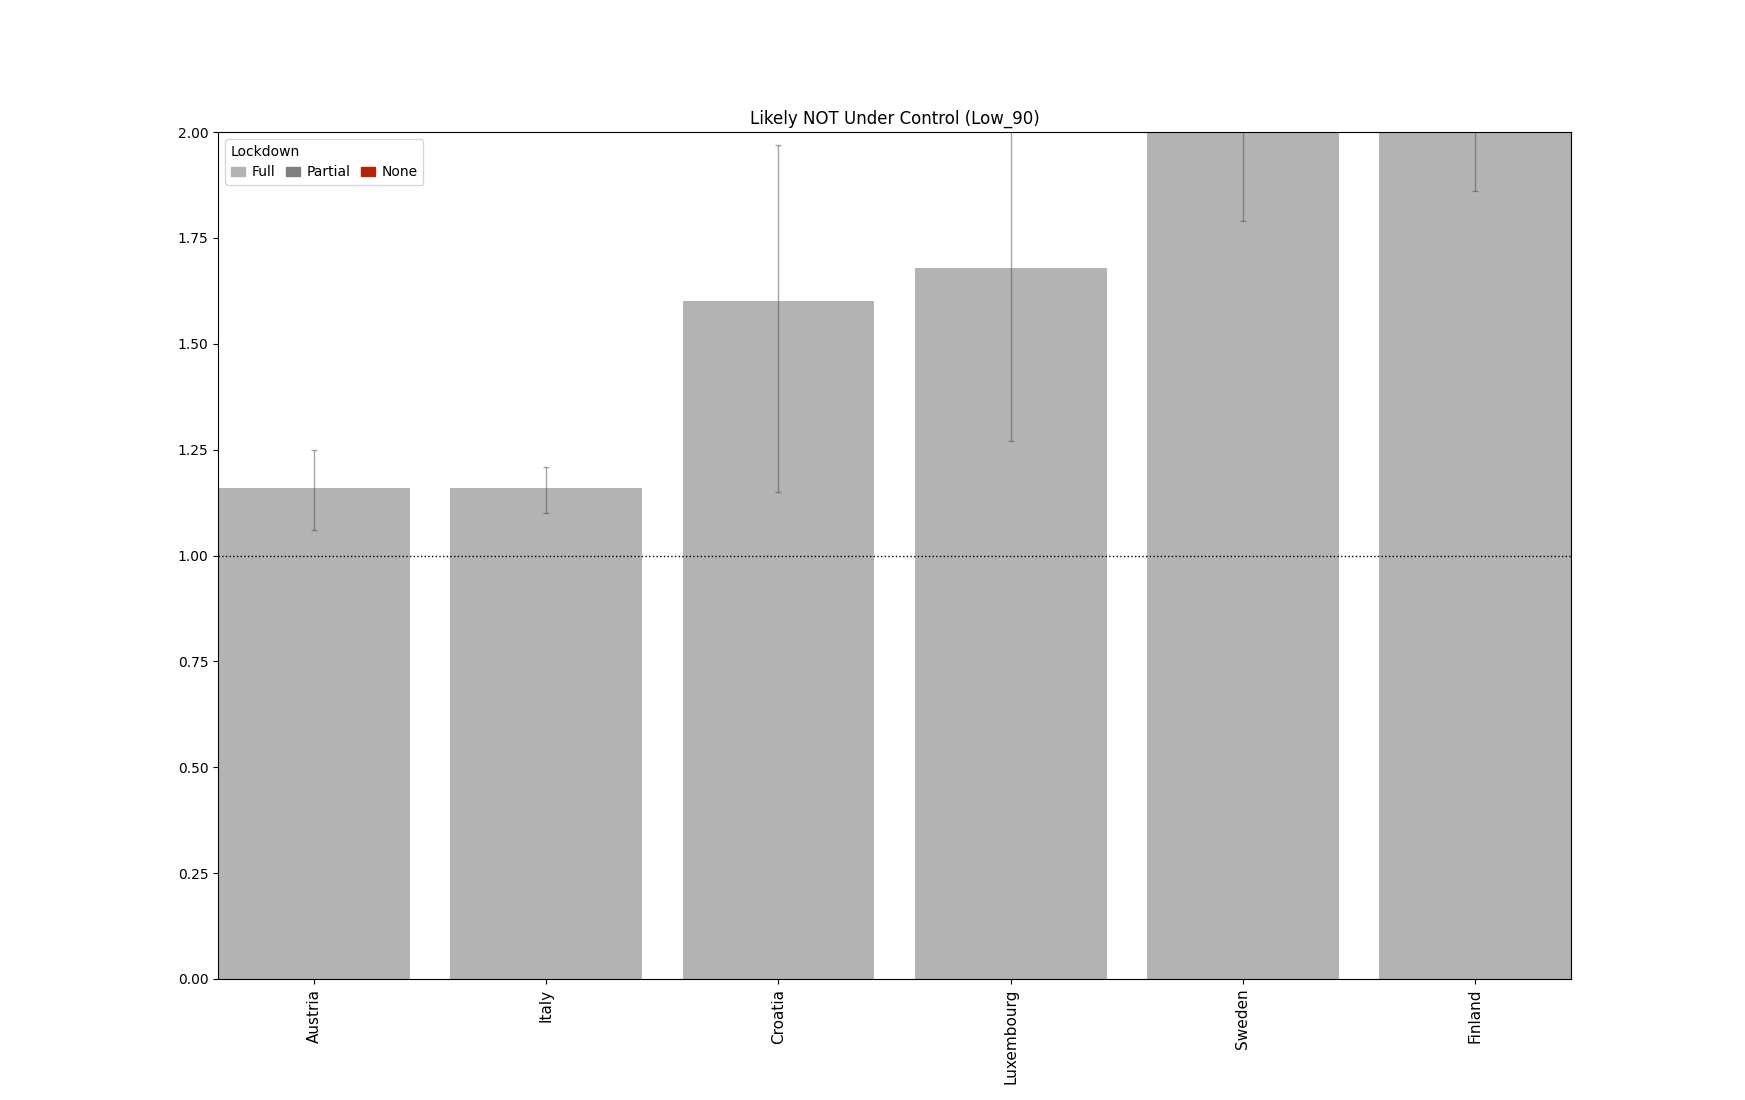 Likely NOT Under Control (Low_90)
Lockdown
Full Partial None
2.00
1.75
1.50
1.25
1.00
0.75
0.50
0.25
0.00
Austria
Italy
Croatia
Luxembourg
Sweden
Finland